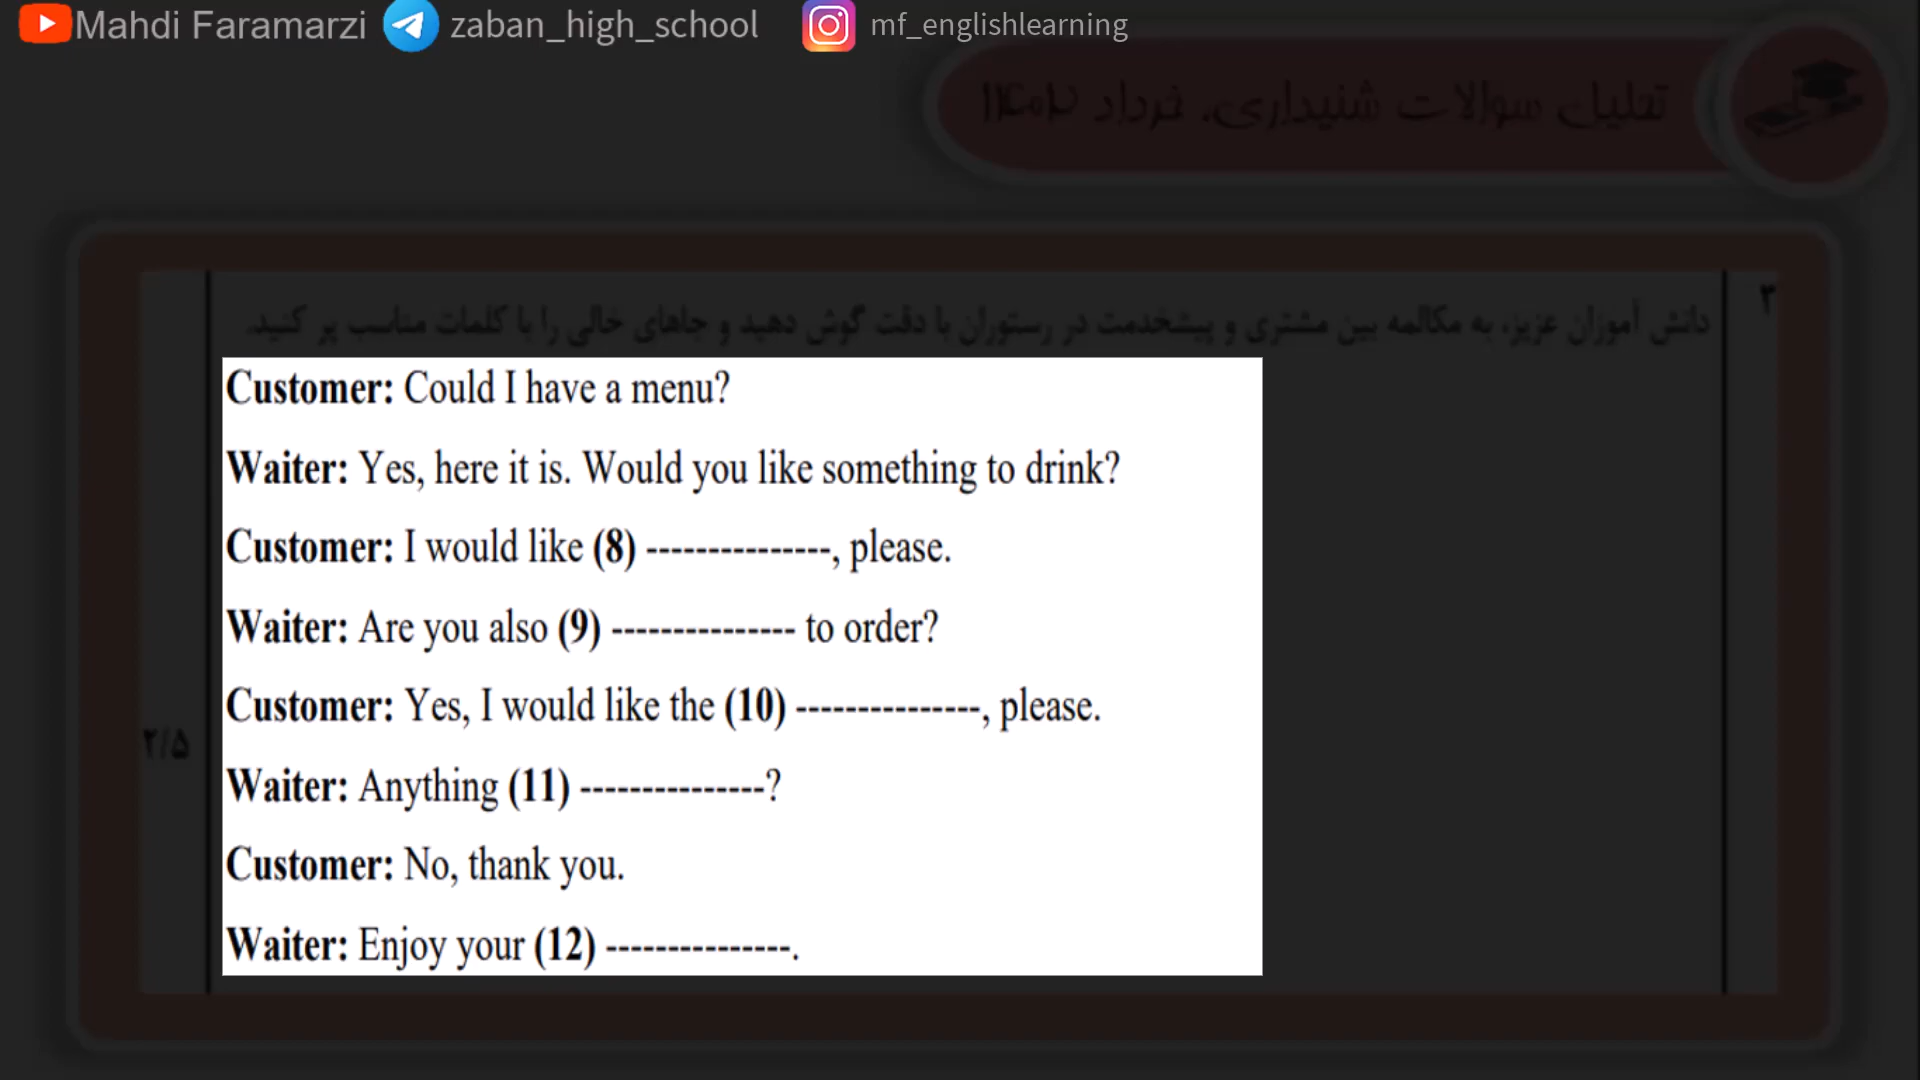 Mahdi Faramarzi zaban_high_school mf_englishlearning
تحلیل سوالات شنیداری. خرداد ۱۴۰۲
۳
دانش آموزان عزیز، به مکالمه بین مشتری و پیشخدمت در رستوران با دقت گوش دهید و جاهای خالی را با کلمات مناسب پر کنید.
Customer: Could I have a menu?
Waiter: Yes, here it is. Would you like something to drink?
Customer: I would like (8) ---------------, please.
Waiter: Are you also (9) --------------- to order?
Customer: Yes, I would like the (10) ---------------, please.
۲/۵
Waiter: Anything (11) ---------------?
Customer: No, thank you.
Waiter: Enjoy your (12) ---------------.